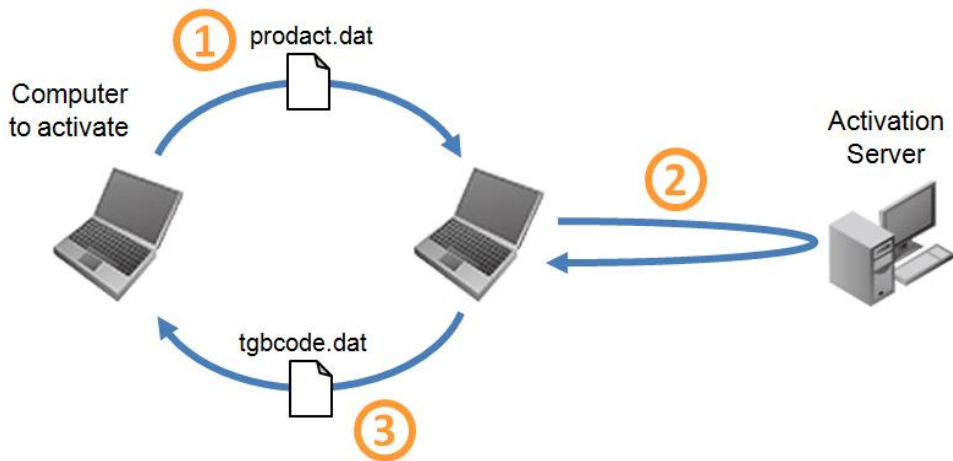 1
prodact.dat
Computer
to activate
Activation
Server
2
tgbcode.dat
3